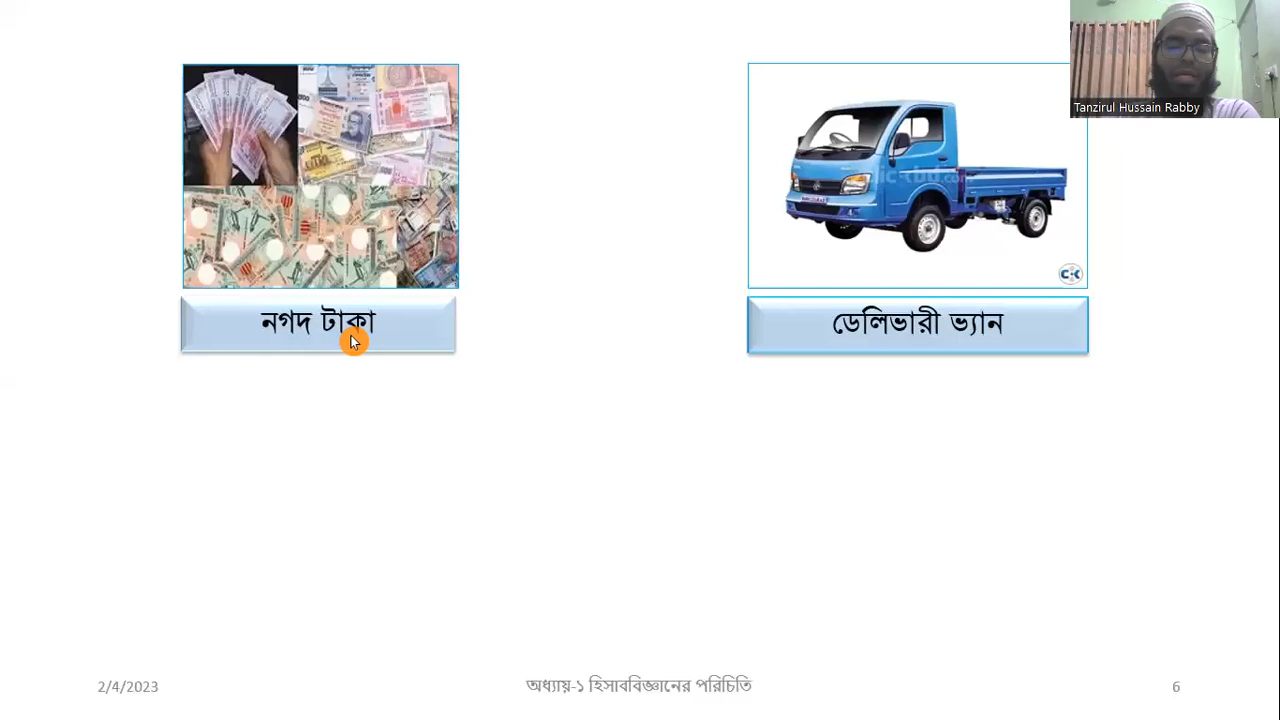 Tanzirul Hussain Rabby
নগদ টাকা
ডেলিভারী ভ্যান
2/4/2023
অধ্যায়-১ হিসাববিজ্ঞানের পরিচিতি
6